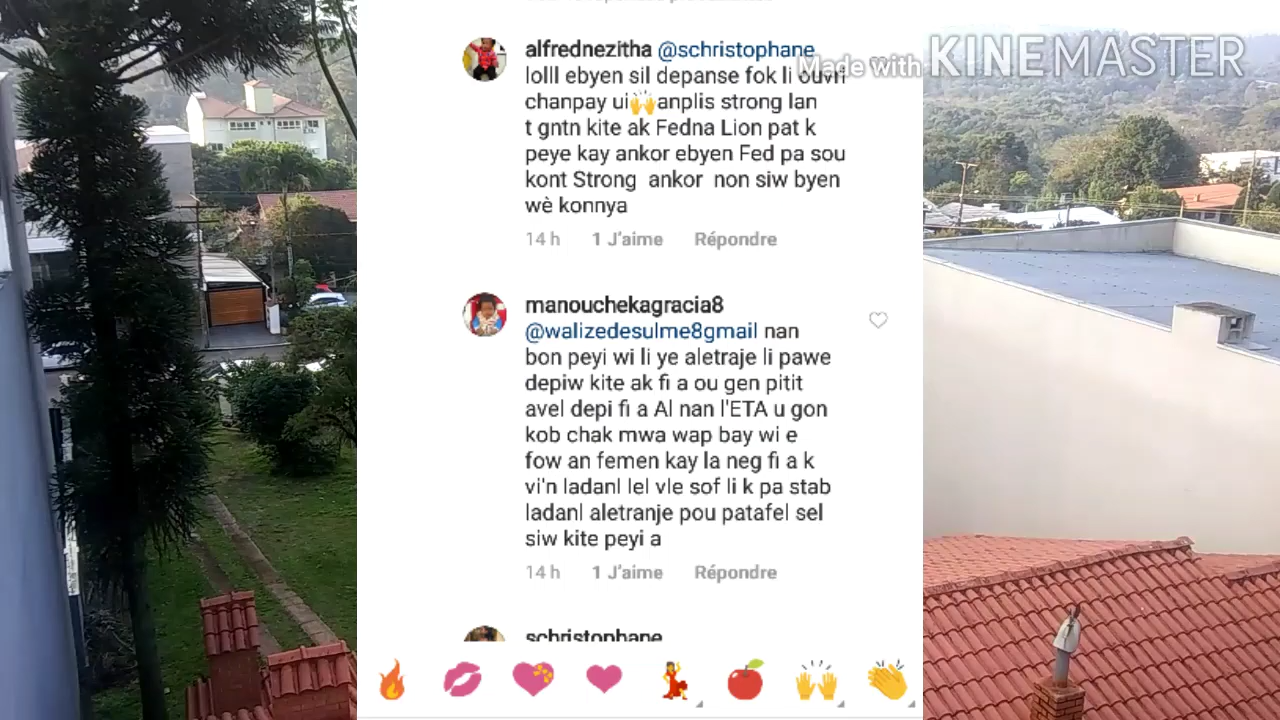 alfrednezitha @schristophane
Made with KINEMASTER
lolll ebyen sil depanse fok li ouvri
chanpay ui🙌 anplis strong lan
t gntn kite ak Fedna Lion pat k
peye kay ankor ebyen Fed pa sou
kont Strong ankor non siw byen
wè konnya
14 h 1 J'aime Répondre
manouchekagracia8
@walizedesulme8gmail nan
bon peyi wi li ye aletraje li pawe
depiw kite ak fi a ou gen pitit
avel depi fi a Al nan l'ETA u gon
kob chak mwa wap bay wi e
fow an femen kay la neg fi a k
vi'n ladanl lel vle sof li k pa stab
ladanl aletranje pou patafel sel
siw kite peyi a
14 h 1 J'aime Répondre
schristophane